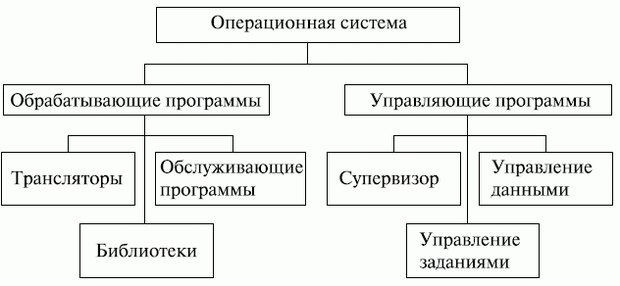 Операционная система
Обрабатывающие программы
Управляющие программы
Трансляторы
Обслуживающие
программы
Супервизор
Управление
данными
Библиотеки
Управление
заданиями